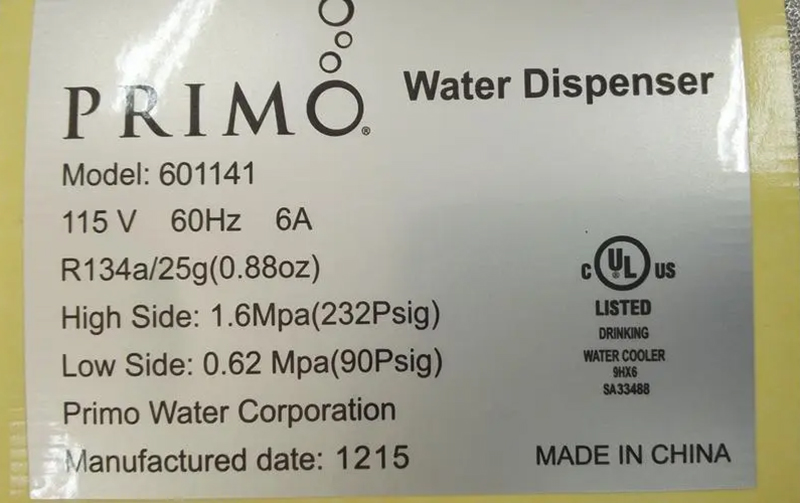 PRIMO®
Water Dispenser
Model: 601141
115 V 60Hz 6A
R134a/25g(0.88oz)
High Side: 1.6Mpa(232Psig)
Low Side: 0.62 Mpa(90Psig)
Primo Water Corporation
Manufactured date: 1215
C UL US
LISTED
DRINKING
WATER COOLER
9HX6
SA33488
MADE IN CHINA